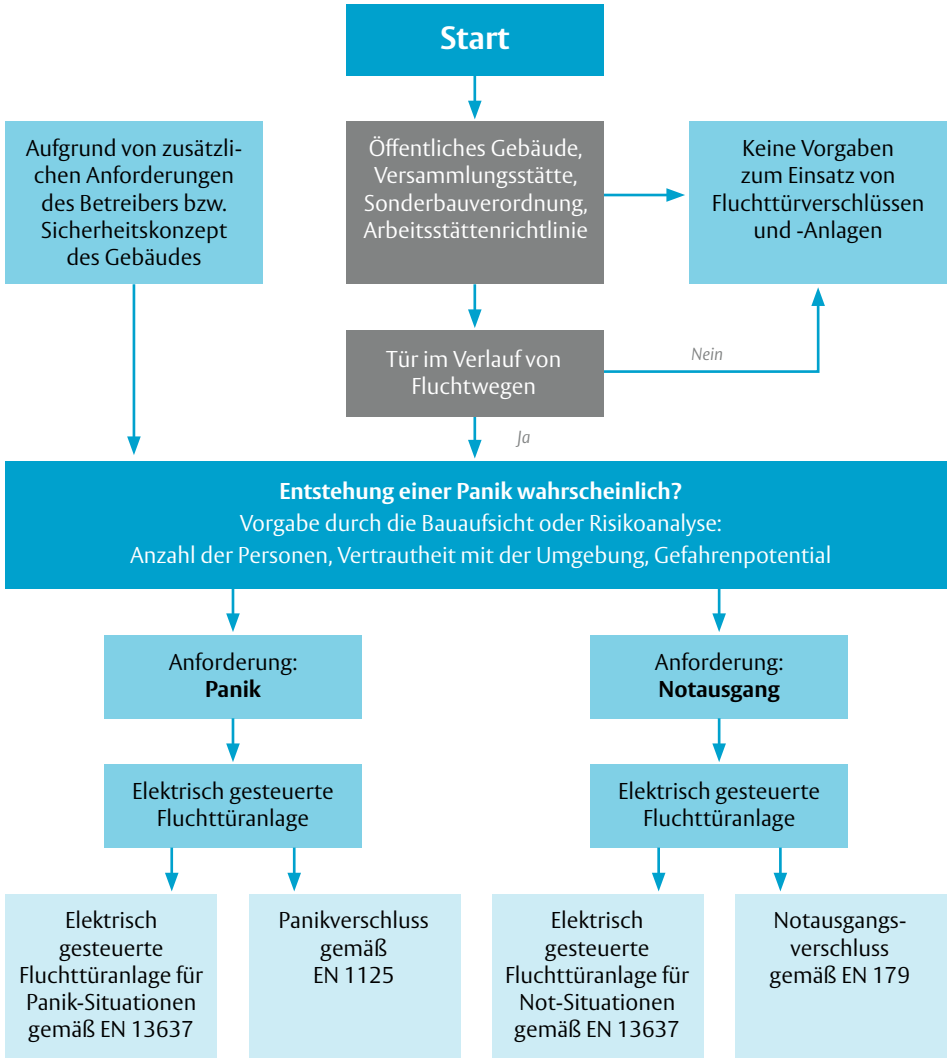 Start
Aufgrund von zusätzli-
chen Anforderungen
des Betreibers bzw.
Sicherheitskonzept
des Gebäudes
Öffentliches Gebäude,
Versammlungsstätte,
Sonderbauverordnung,
Arbeitsstättenrichtlinie
Keine Vorgaben
zum Einsatz von
Fluchttürverschlüssen
und -Anlagen
Tür im Verlauf von
Fluchtwegen
Nein
Ja
Entstehung einer Panik wahrscheinlich?
Vorgabe durch die Bauaufsicht oder Risikoanalyse:
Anzahl der Personen, Vertrautheit mit der Umgebung, Gefahrenpotential
Anforderung:
Panik
Anforderung:
Notausgang
Elektrisch gesteuerte
Fluchttüranlage
Elektrisch gesteuerte
Fluchttüranlage
Elektrisch
gesteuerte
Fluchttüranlage für
Panik-Situationen
gemäß EN 13637
Panikverschluss
gemäß
EN 1125
Elektrisch
gesteuerte
Fluchttüranlage für
Not-Situationen
gemäß EN 13637
Notausgangs-
verschluss
gemäß EN 179